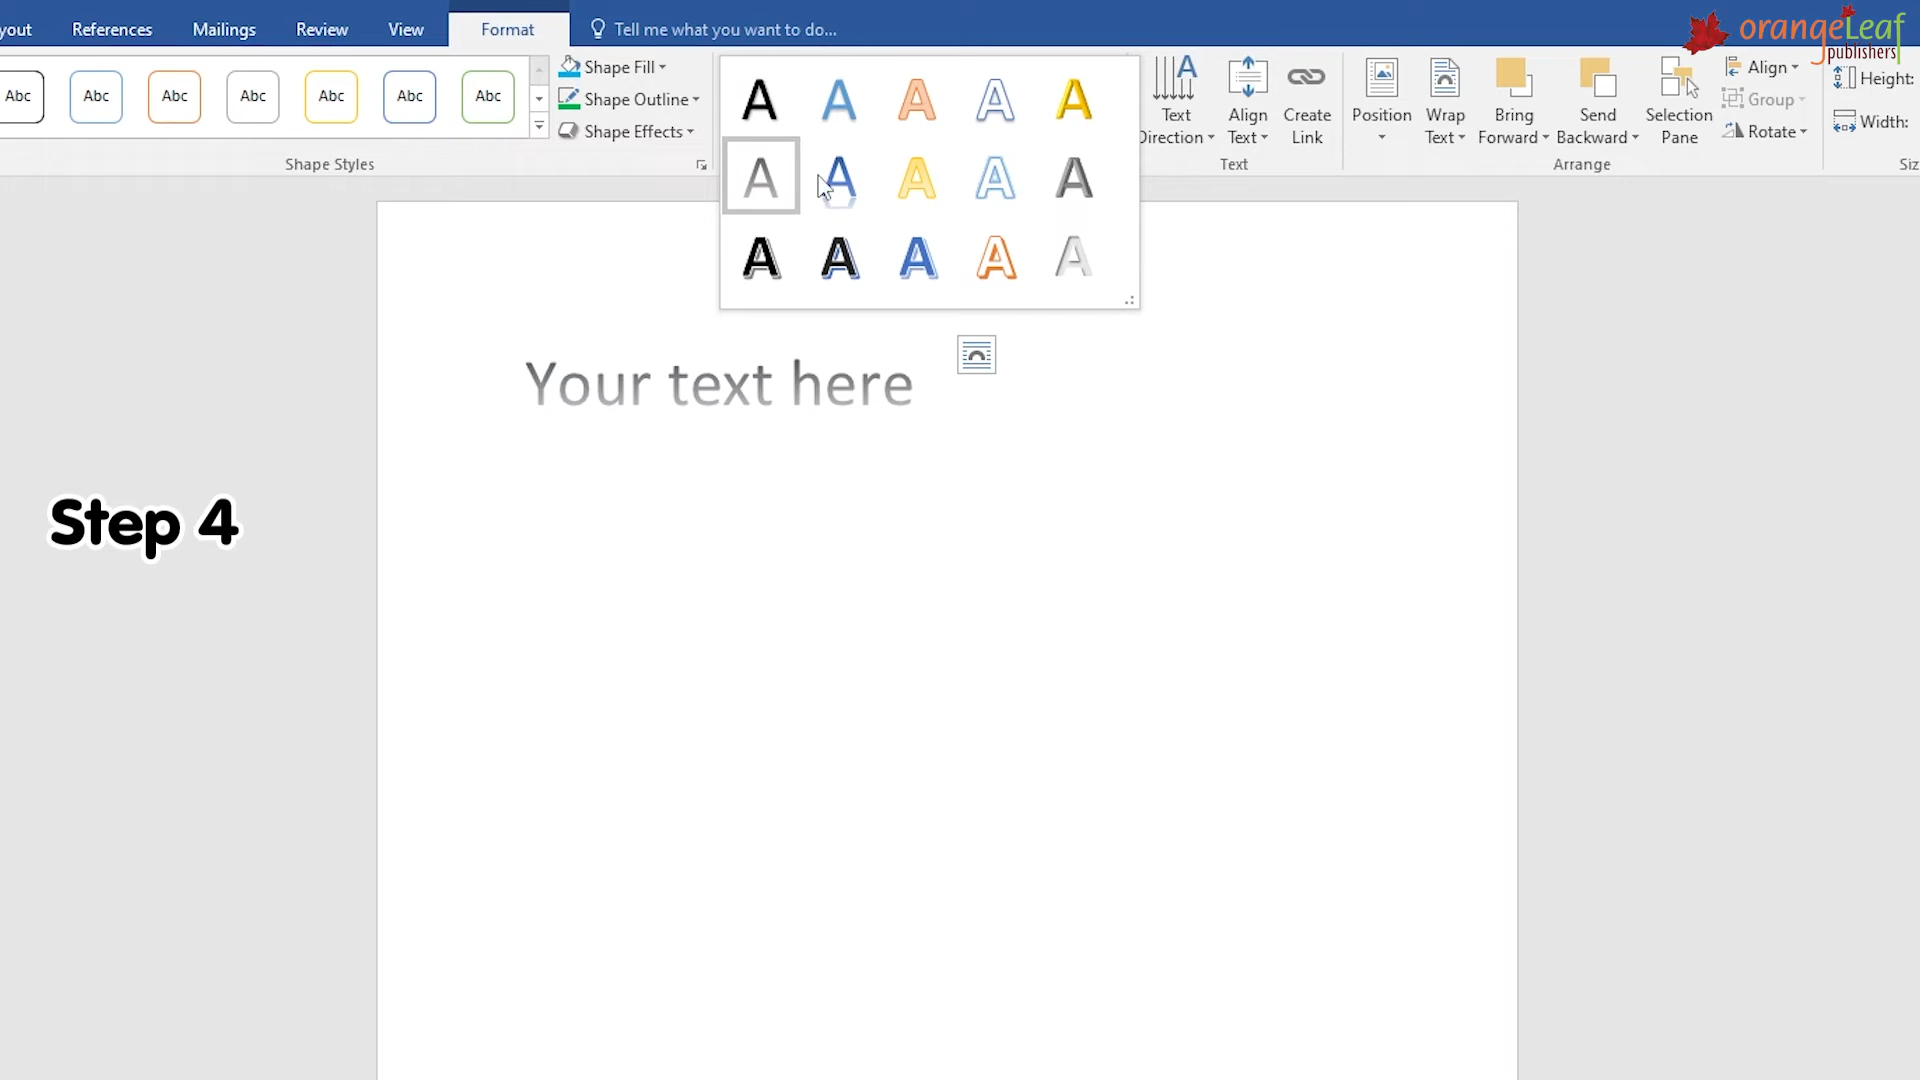 yout References Mailings Review View Format Tell me what you want to do...
orangeLeaf
publishers
Abc Abc Abc Abc Abc Abc Abc
Shape Fill
Shape Outline
Shape Effects
Shape Styles
A A A A A
A A A A A
A A A A A
Text
Direction
Align
Text
Create
Link
Text
Position
Wrap
Text
Bring
Forward
Send
Backward
Selection
Pane
Align
Group
Rotate
Arrange
Height:
Width:
Siz
Your text here
Step 4